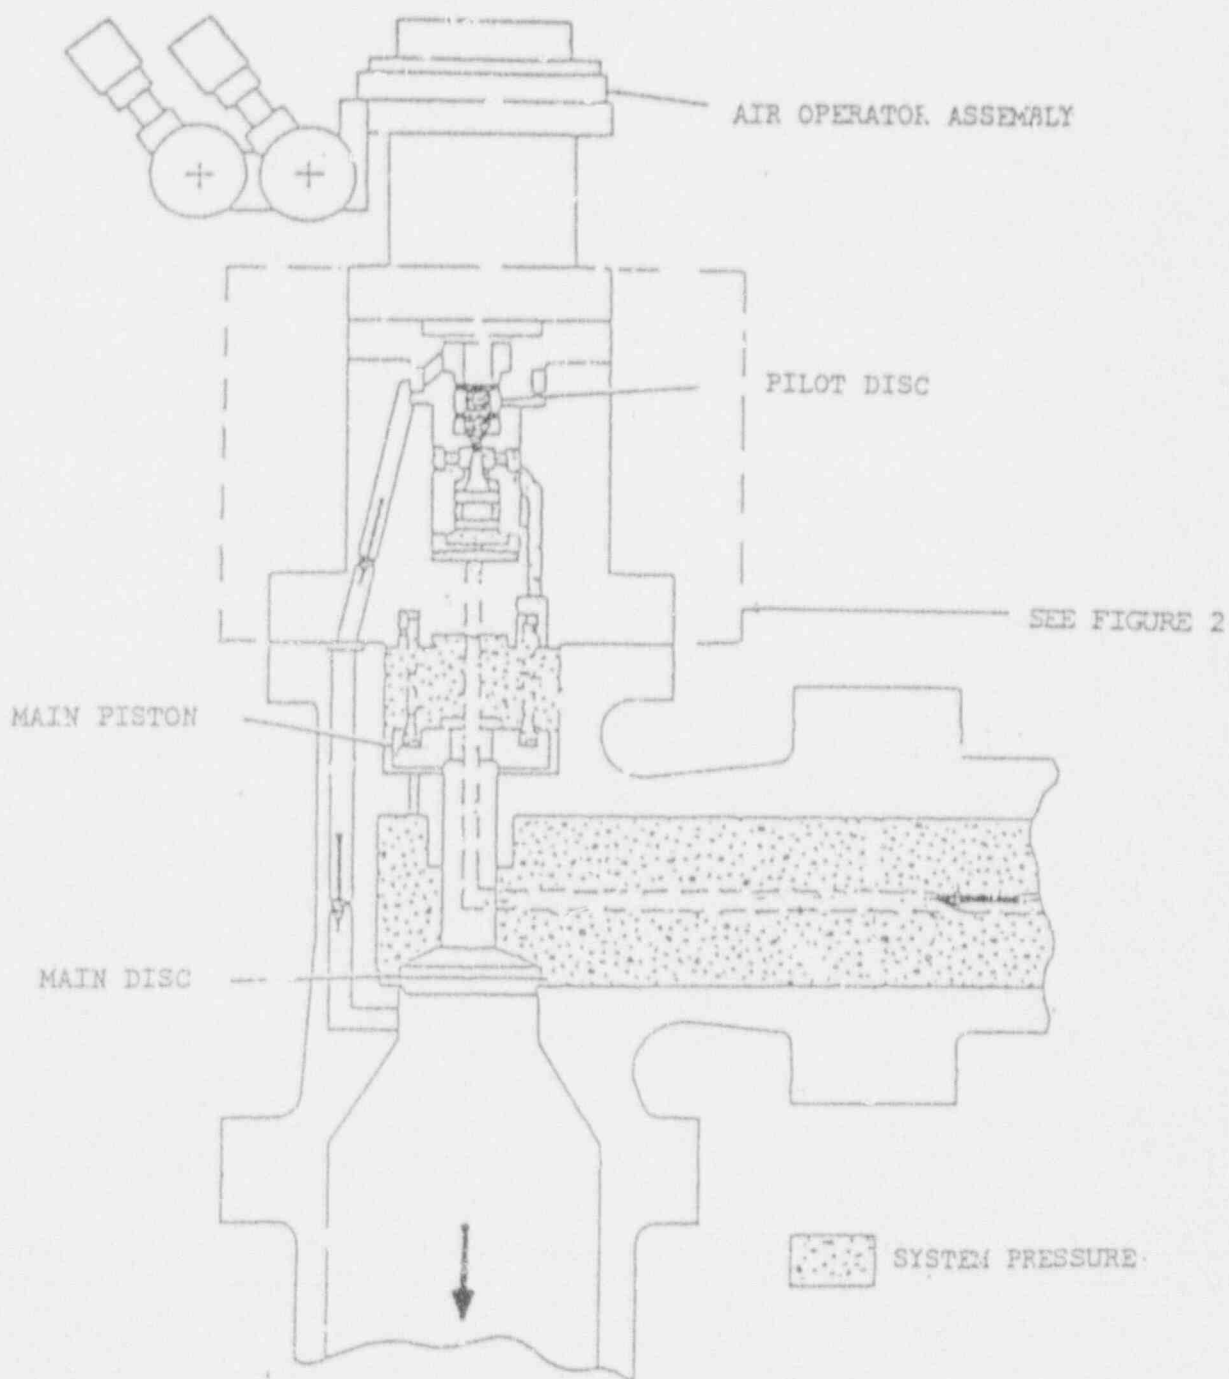 AIR OPERATOR ASSEMBLY
PILOT DISC
SEE FIGURE 2
MAIN PISTON
MAIN DISC
SYSTEM PRESSURE